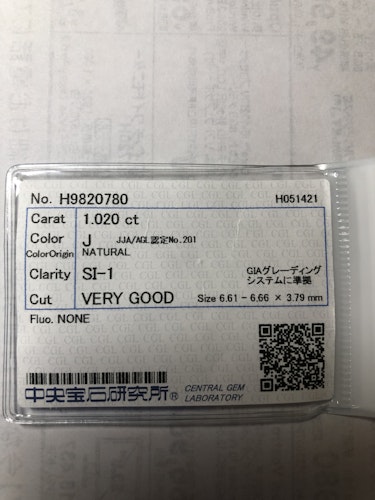 No. H9820780 H051421
Carat 1.020 ct
Color J JJA/AGL認定No.201
ColorOrigin NATURAL
Clarity SI-1 GIAグレーディング
システムに準拠
Cut VERY GOOD Size 6.61 - 6.66 × 3.79 mm
Fluo. NONE
中央宝石研究所® CENTRAL GEM
LABORATORY